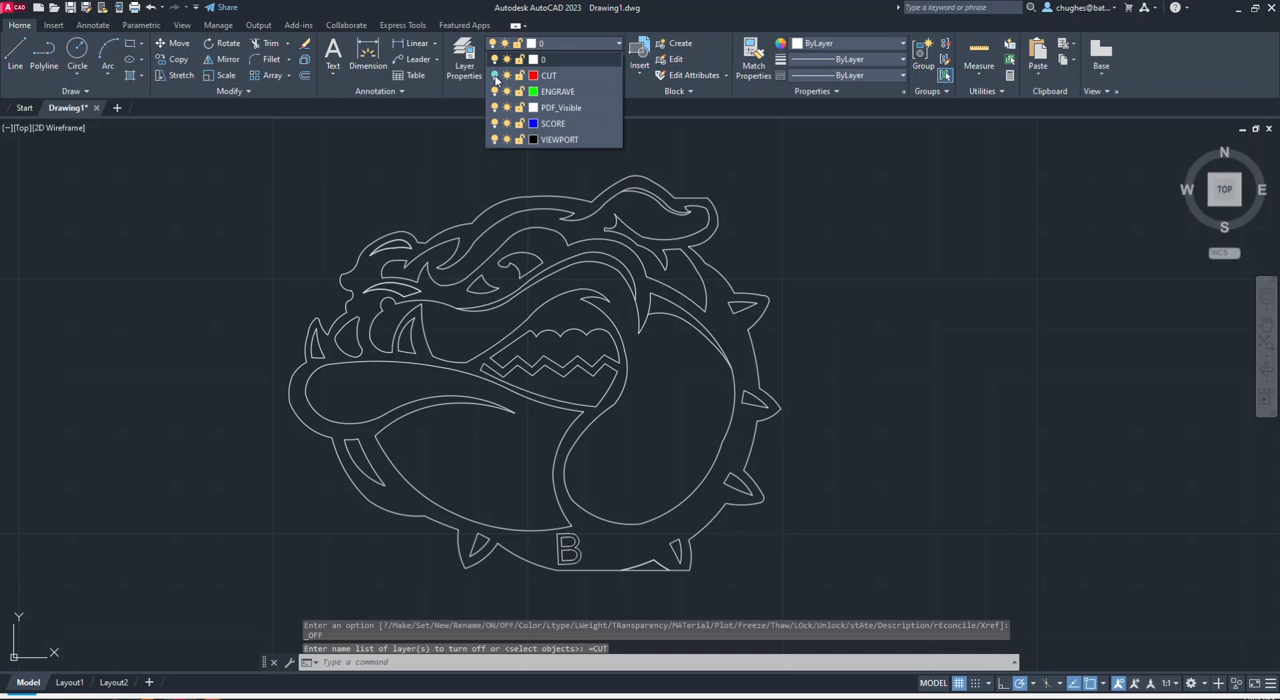 CAD
Share
Autodesk AutoCAD 2023
Drawing1.dwg
Type a keyword or phrase
chughes@bat...
Home
Insert
Annotate
Parametric
View
Manage
Output
Add-ins
Collaborate
Express Tools
Featured Apps
Line
Polyline
Circle
Arc
Draw
Move
Rotate
Trim
Copy
Mirror
Fillet
Stretch
Scale
Array
Modify
Text
Dimension
Linear
Leader
Table
Annotation
Layer
Properties
0
0
CUT
ENGRAVE
PDF_Visible
SCORE
VIEWPORT
Insert
Create
Edit
Edit Attributes
Block
Match
Properties
ByLayer
ByLayer
ByLayer
Properties
Group
Groups
Measure
Utilities
Paste
Clipboard
Base
View
Start
Drawing1*
[−][Top][2D Wireframe]
N
W
TOP
E
S
WCS
B
Y
X
Enter an option [?/Make/Set/New/Rename/ON/OFF/Color/Ltype/LWeight/TRansparency/MATerial/Plot/Freeze/Thaw/LOck/Unlock/stAte/Description/rEconcile/Xref]:
_OFF
Enter name list of layer(s) to turn off or <select objects>: =CUT
Type a command
Model
Layout1
Layout2
MODEL
1:1